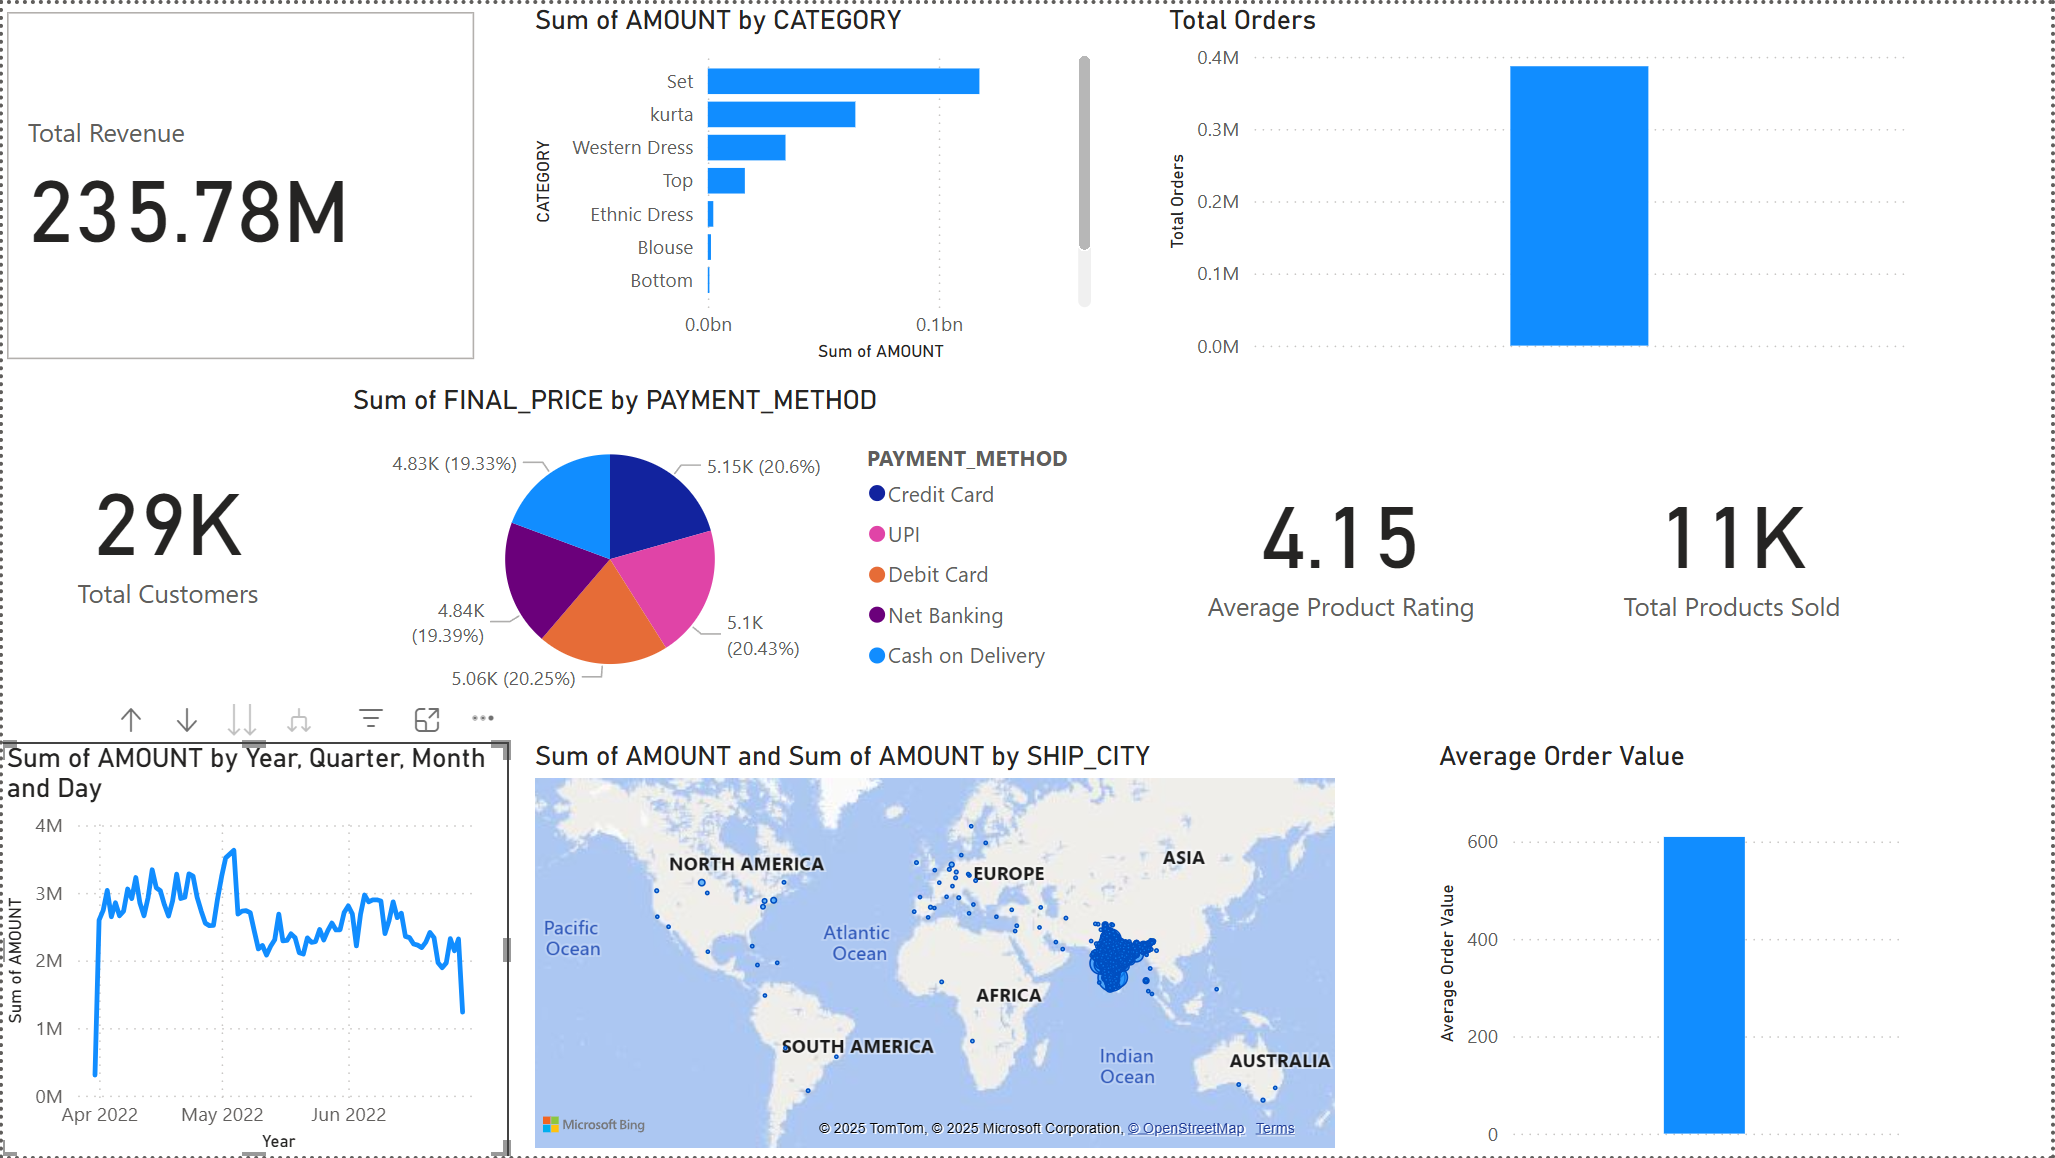 Total Revenue
235.78M
Sum of AMOUNT by CATEGORY
CATEGORY
Set
kurta
Western Dress
Top
Ethnic Dress
Blouse
Bottom
0.0bn
0.1bn
Sum of AMOUNT
Total Orders
Total Orders
0.4M
0.3M
0.2M
0.1M
0.0M
29K
Total Customers
Sum of FINAL_PRICE by PAYMENT_METHOD
4.83K (19.33%)
5.15K (20.6%)
4.84K
(19.39%)
5.1K
(20.43%)
5.06K (20.25%)
PAYMENT_METHOD
Credit Card
UPI
Debit Card
Net Banking
Cash on Delivery
4.15
Average Product Rating
11K
Total Products Sold
Sum of AMOUNT by Year, Quarter, Month
and Day
Sum of AMOUNT
4M
3M
2M
1M
0M
Apr 2022
May 2022
Jun 2022
Year
Sum of AMOUNT and Sum of AMOUNT by SHIP_CITY
NORTH AMERICA
EUROPE
ASIA
Pacific
Ocean
Atlantic
Ocean
AFRICA
SOUTH AMERICA
Indian
Ocean
AUSTRALIA
Microsoft Bing
© 2025 TomTom, © 2025 Microsoft Corporation, © OpenStreetMap Terms
Average Order Value
Average Order Value
600
400
200
0